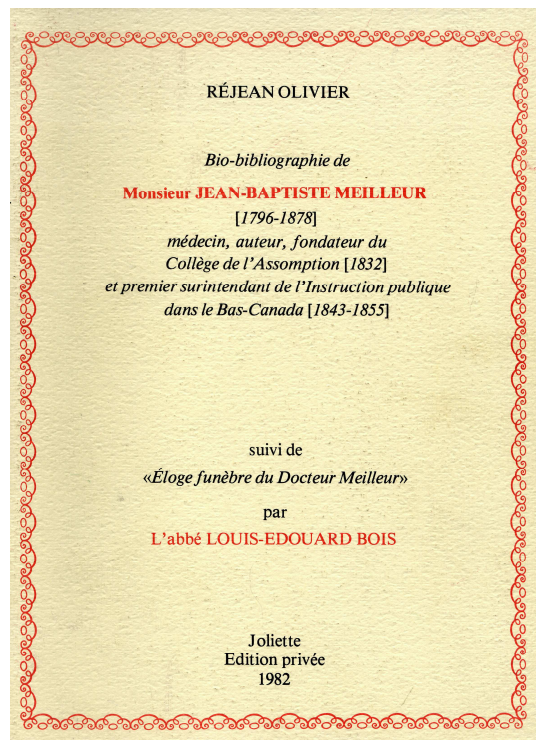 RÉJEAN OLIVIER
Bio-bibliographie de
Monsieur JEAN-BAPTISTE MEILLEUR
[1796-1878]
médecin, auteur, fondateur du
Collège de l'Assomption [1832]
et premier surintendant de l'Instruction publique
dans le Bas-Canada [1843-1855]
suivi de
«Éloge funèbre du Docteur Meilleur»
par
L'abbé LOUIS-EDOUARD BOIS
Joliette
Edition privée
1982